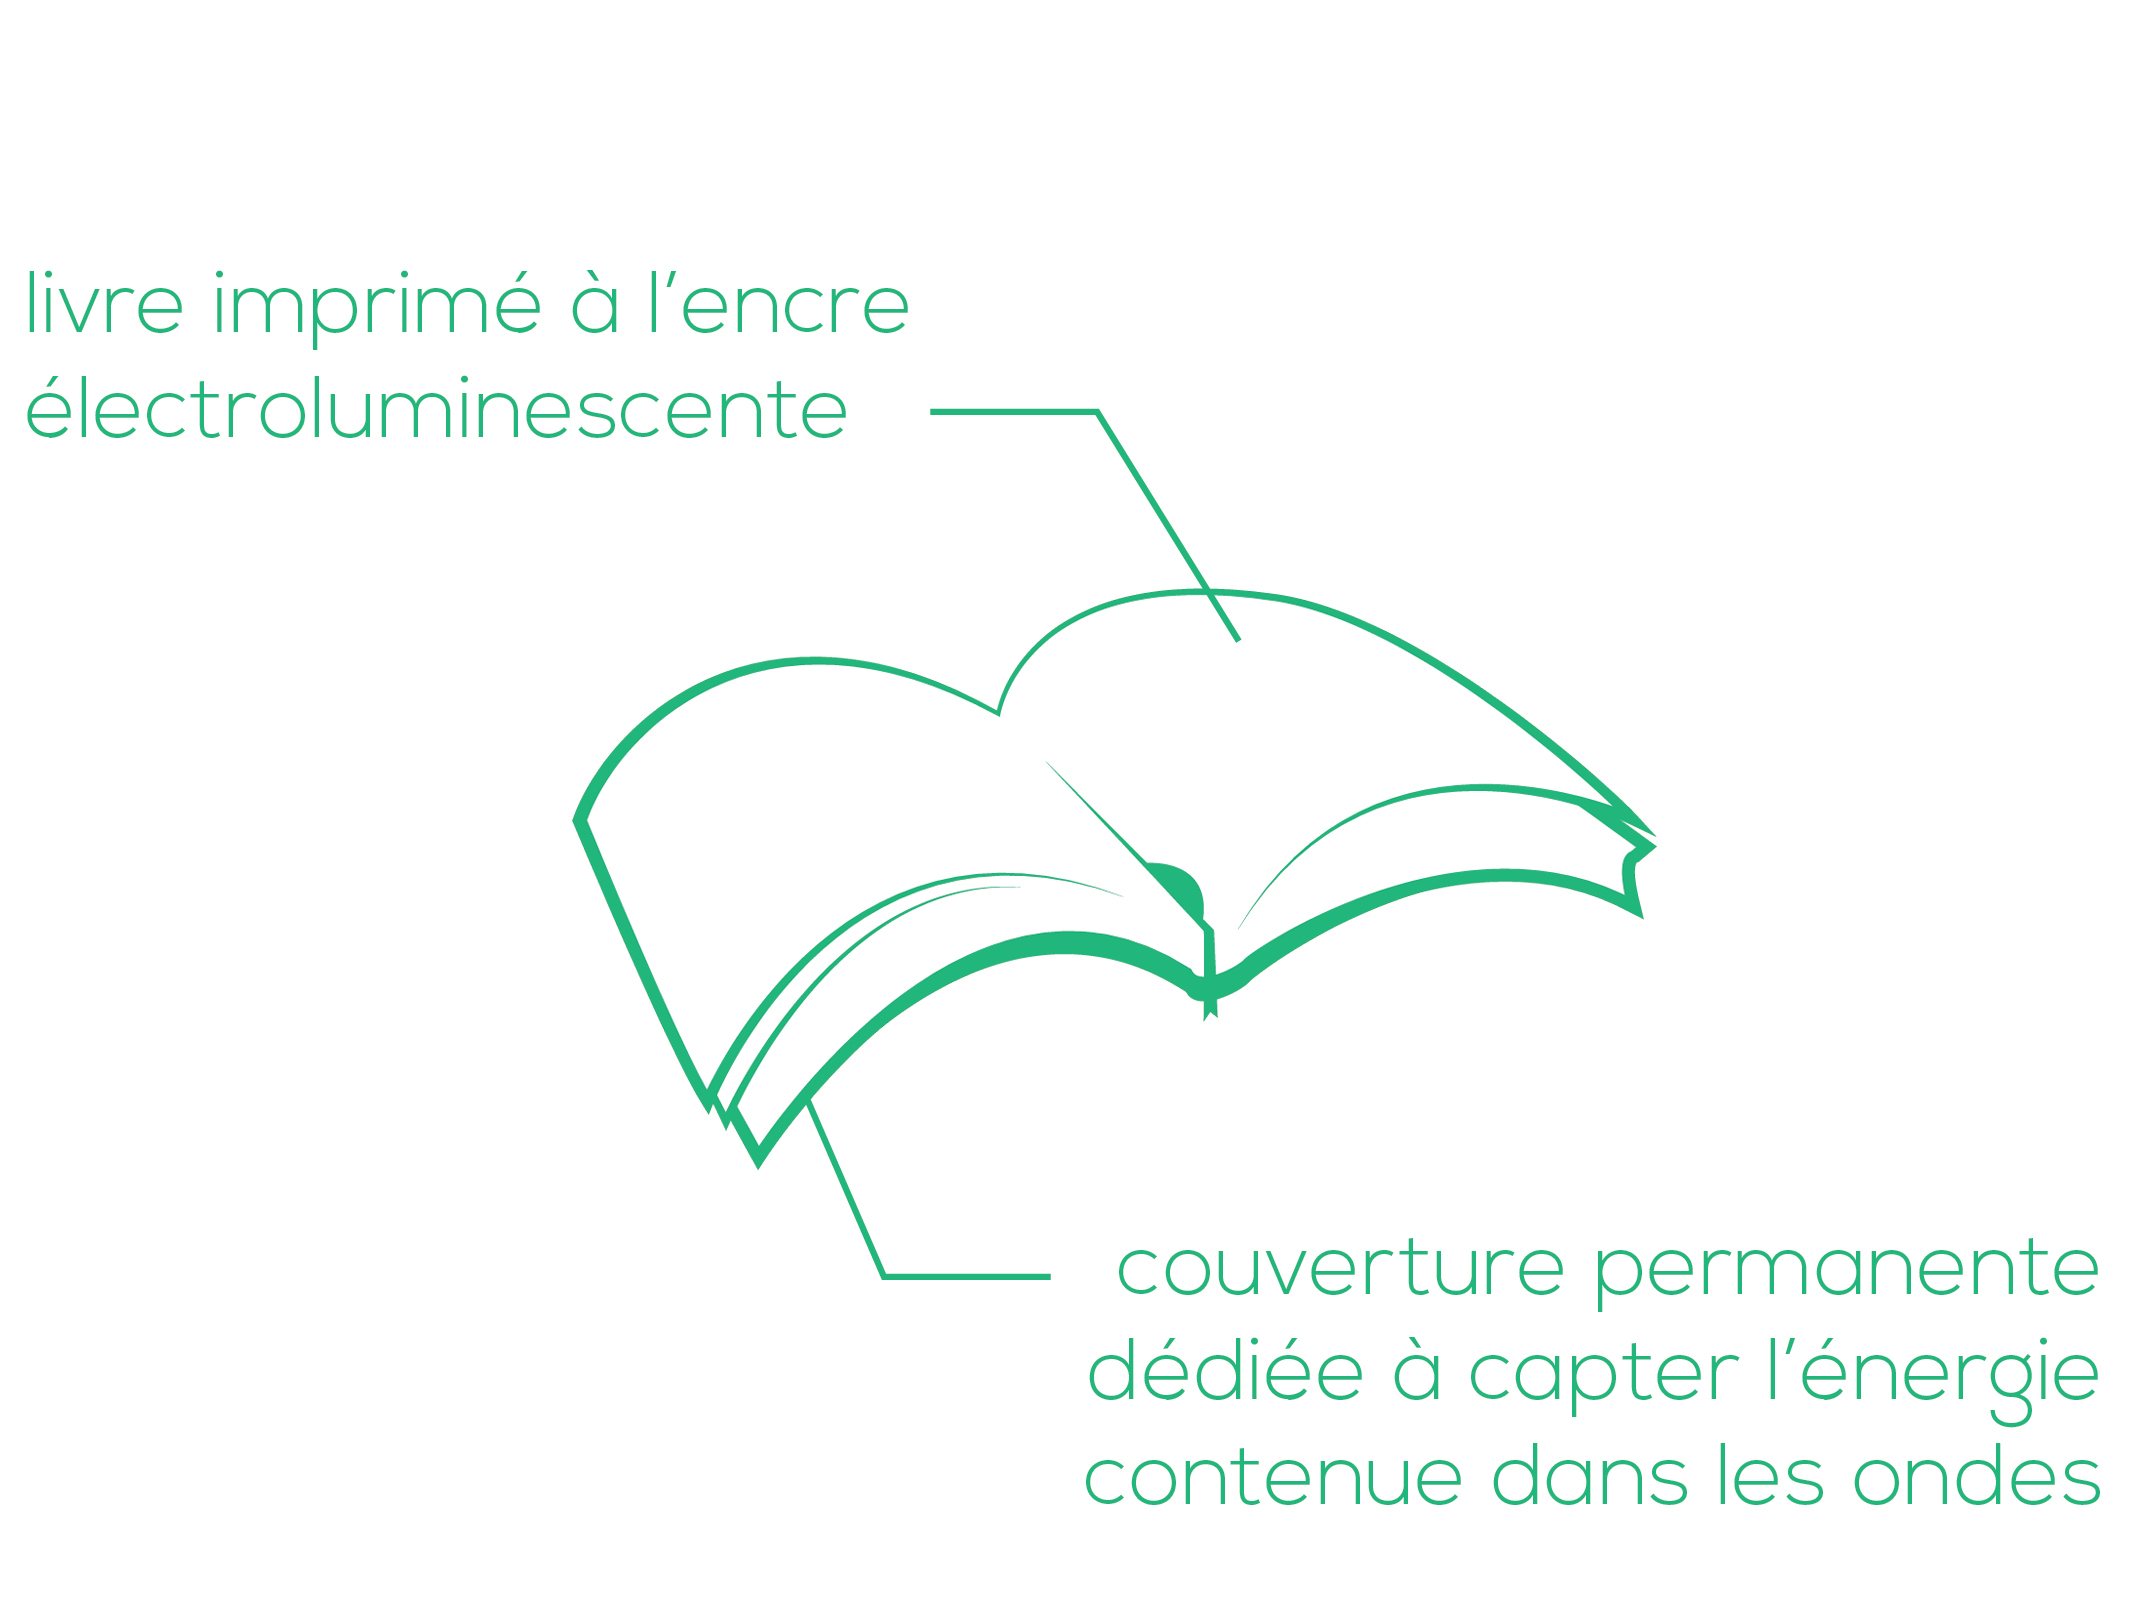 livre imprimé à l’encre
électroluminescente
couverture permanente
dédiée à capter l’énergie
contenue dans les ondes